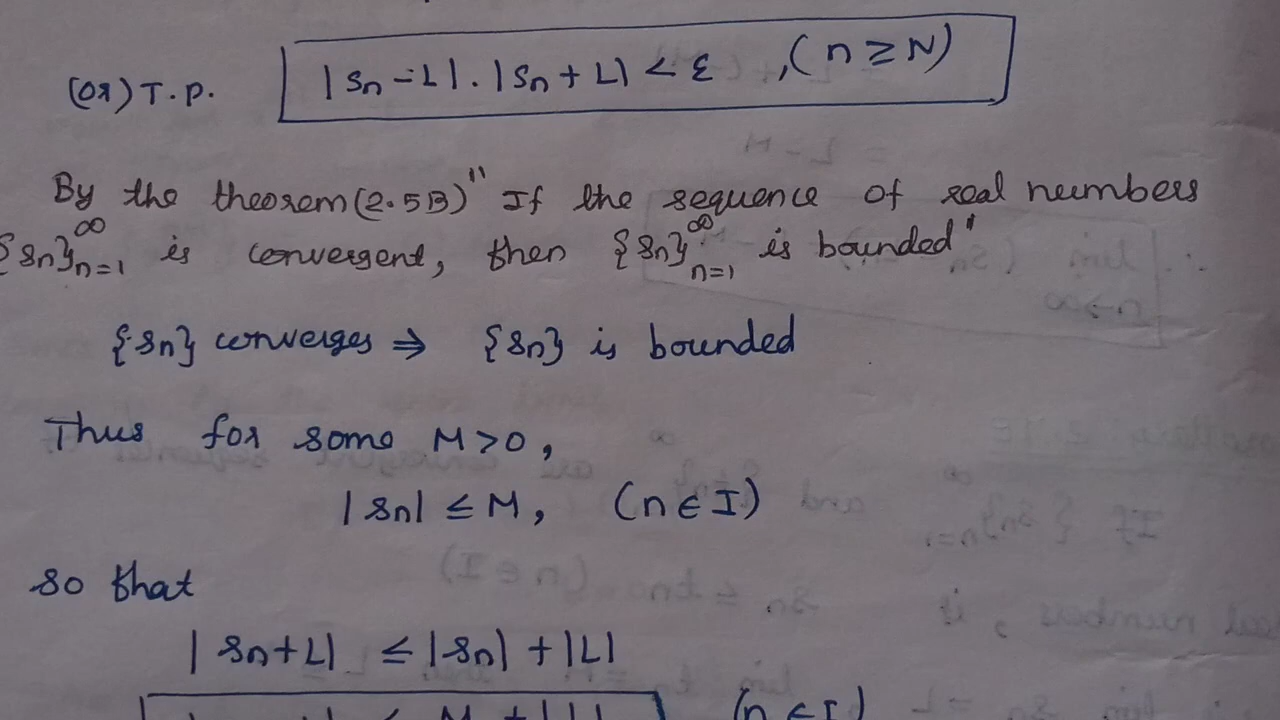 (or) T.P. |sn - L| . |sn + L| < ε , (n ≥ N)
By the theorem (2.5B) "If the sequence of real numbers
{sn}∞n=1 is convergent, then {sn}∞n=1 is bounded"
{sn} converges ⇒ {sn} is bounded
Thus for some M > 0,
|sn| ≤ M, (n ∈ I)
so that
|sn + L| ≤ |sn| + |L|
≤ M + |L| (n ∈ I)